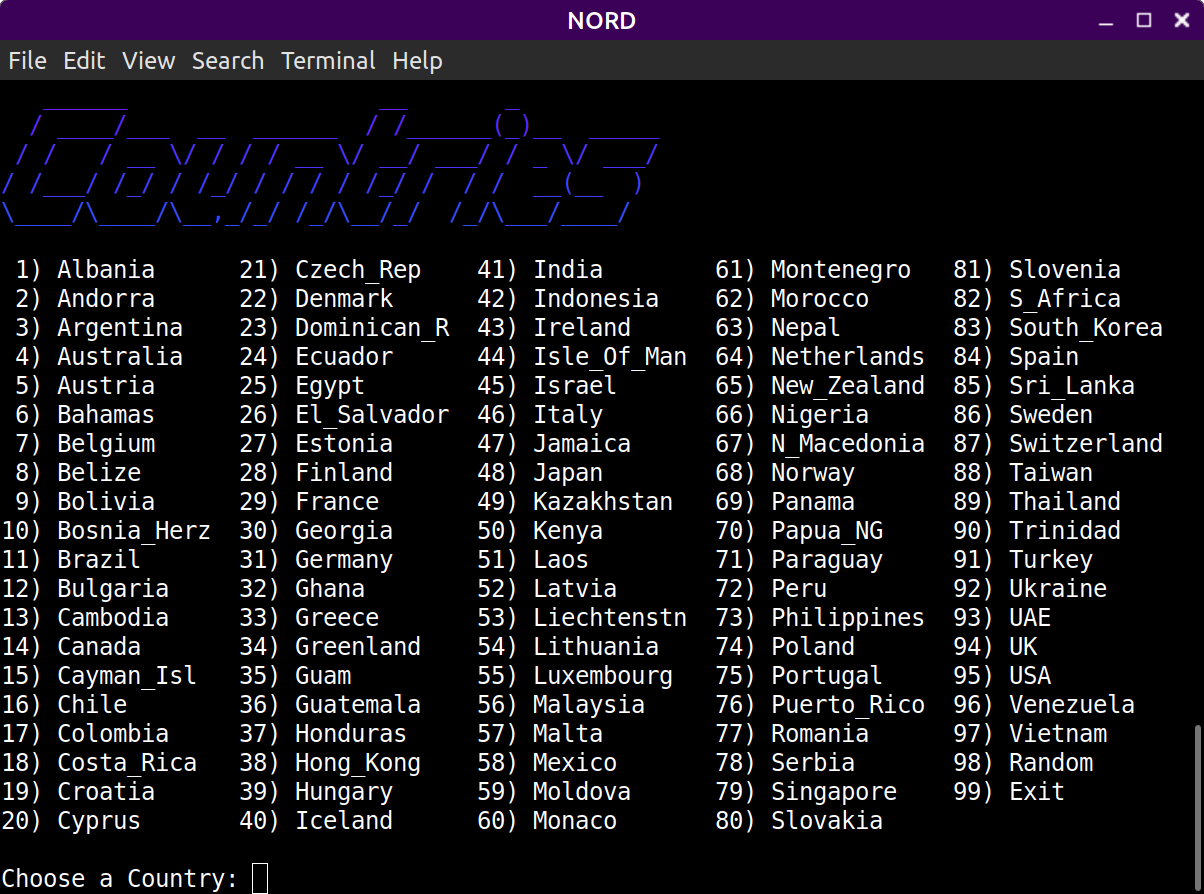 NORD
File Edit View Search Terminal Help
Countries
1) Albania 21) Czech_Rep 41) India 61) Montenegro 81) Slovenia
2) Andorra 22) Denmark 42) Indonesia 62) Morocco 82) S_Africa
3) Argentina 23) Dominican_R 43) Ireland 63) Nepal 83) South_Korea
4) Australia 24) Ecuador 44) Isle_Of_Man 64) Netherlands 84) Spain
5) Austria 25) Egypt 45) Israel 65) New_Zealand 85) Sri_Lanka
6) Bahamas 26) El_Salvador 46) Italy 66) Nigeria 86) Sweden
7) Belgium 27) Estonia 47) Jamaica 67) N_Macedonia 87) Switzerland
8) Belize 28) Finland 48) Japan 68) Norway 88) Taiwan
9) Bolivia 29) France 49) Kazakhstan 69) Panama 89) Thailand
10) Bosnia_Herz 30) Georgia 50) Kenya 70) Papua_NG 90) Trinidad
11) Brazil 31) Germany 51) Laos 71) Paraguay 91) Turkey
12) Bulgaria 32) Ghana 52) Latvia 72) Peru 92) Ukraine
13) Cambodia 33) Greece 53) Liechtenstn 73) Philippines 93) UAE
14) Canada 34) Greenland 54) Lithuania 74) Poland 94) UK
15) Cayman_Isl 35) Guam 55) Luxembourg 75) Portugal 95) USA
16) Chile 36) Guatemala 56) Malaysia 76) Puerto_Rico 96) Venezuela
17) Colombia 37) Honduras 57) Malta 77) Romania 97) Vietnam
18) Costa_Rica 38) Hong_Kong 58) Mexico 78) Serbia 98) Random
19) Croatia 39) Hungary 59) Moldova 79) Singapore 99) Exit
20) Cyprus 40) Iceland 60) Monaco 80) Slovakia
Choose a Country: